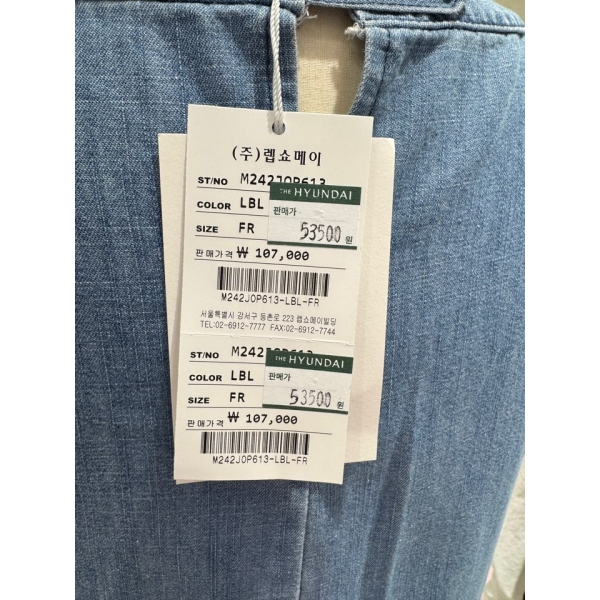 (주)렙쇼메이
ST/NO M242JOP613
THE HYUNDAI
COLOR LBL
판매가
SIZE FR
53500 원
판매가격 ₩ 107,000
M242JOP613-LBL-FR
서울특별시 강서구 등촌로 223 렙쇼메이빌딩
TEL:02-6912-7777 FAX:02-6912-7744
ST/NO M242JOP613
THE HYUNDAI
COLOR LBL
판매가
SIZE FR
53500 원
판매가격 ₩ 107,000
M242JOP613-LBL-FR